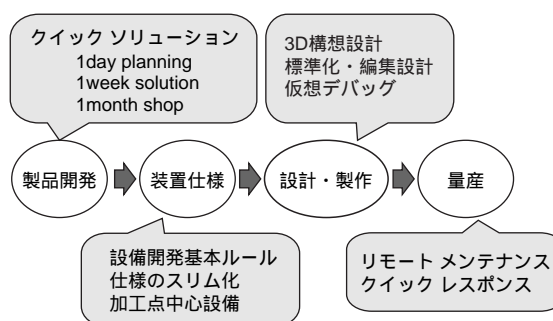 クイック ソリューション
1day planning
1week solution
1month shop
3D構想設計
標準化・編集設計
仮想デバッグ
製品開発
装置仕様
設計・製作
量産
設備開発基本ルール
仕様のスリム化
加工点中心設備
リモート メンテナンス
クイック レスポンス